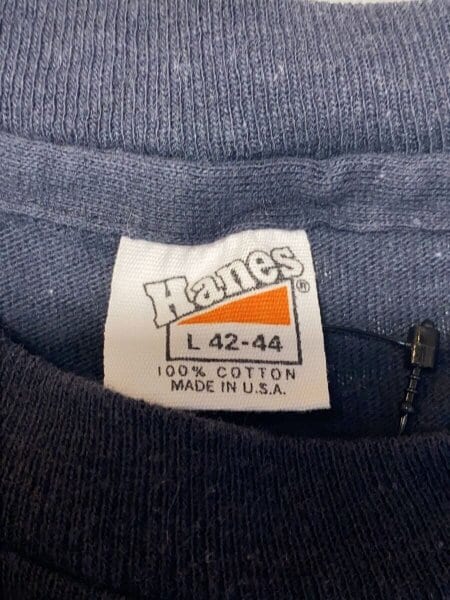 Hanes®
L 42-44
100% COTTON
MADE IN U.S.A.